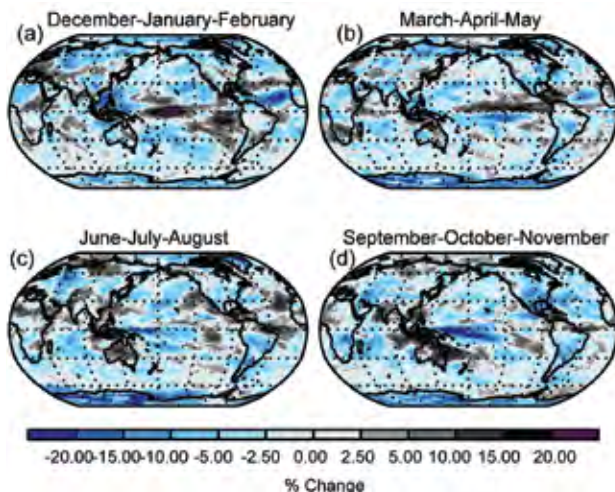 December-January-February
March-April-May
(a)
(b)
June-July-August
September-October-November
(c)
(d)
-20.00-15.00-10.00 -5.00 -2.50 0.00 2.50 5.00 10.00 15.00 20.00
% Change